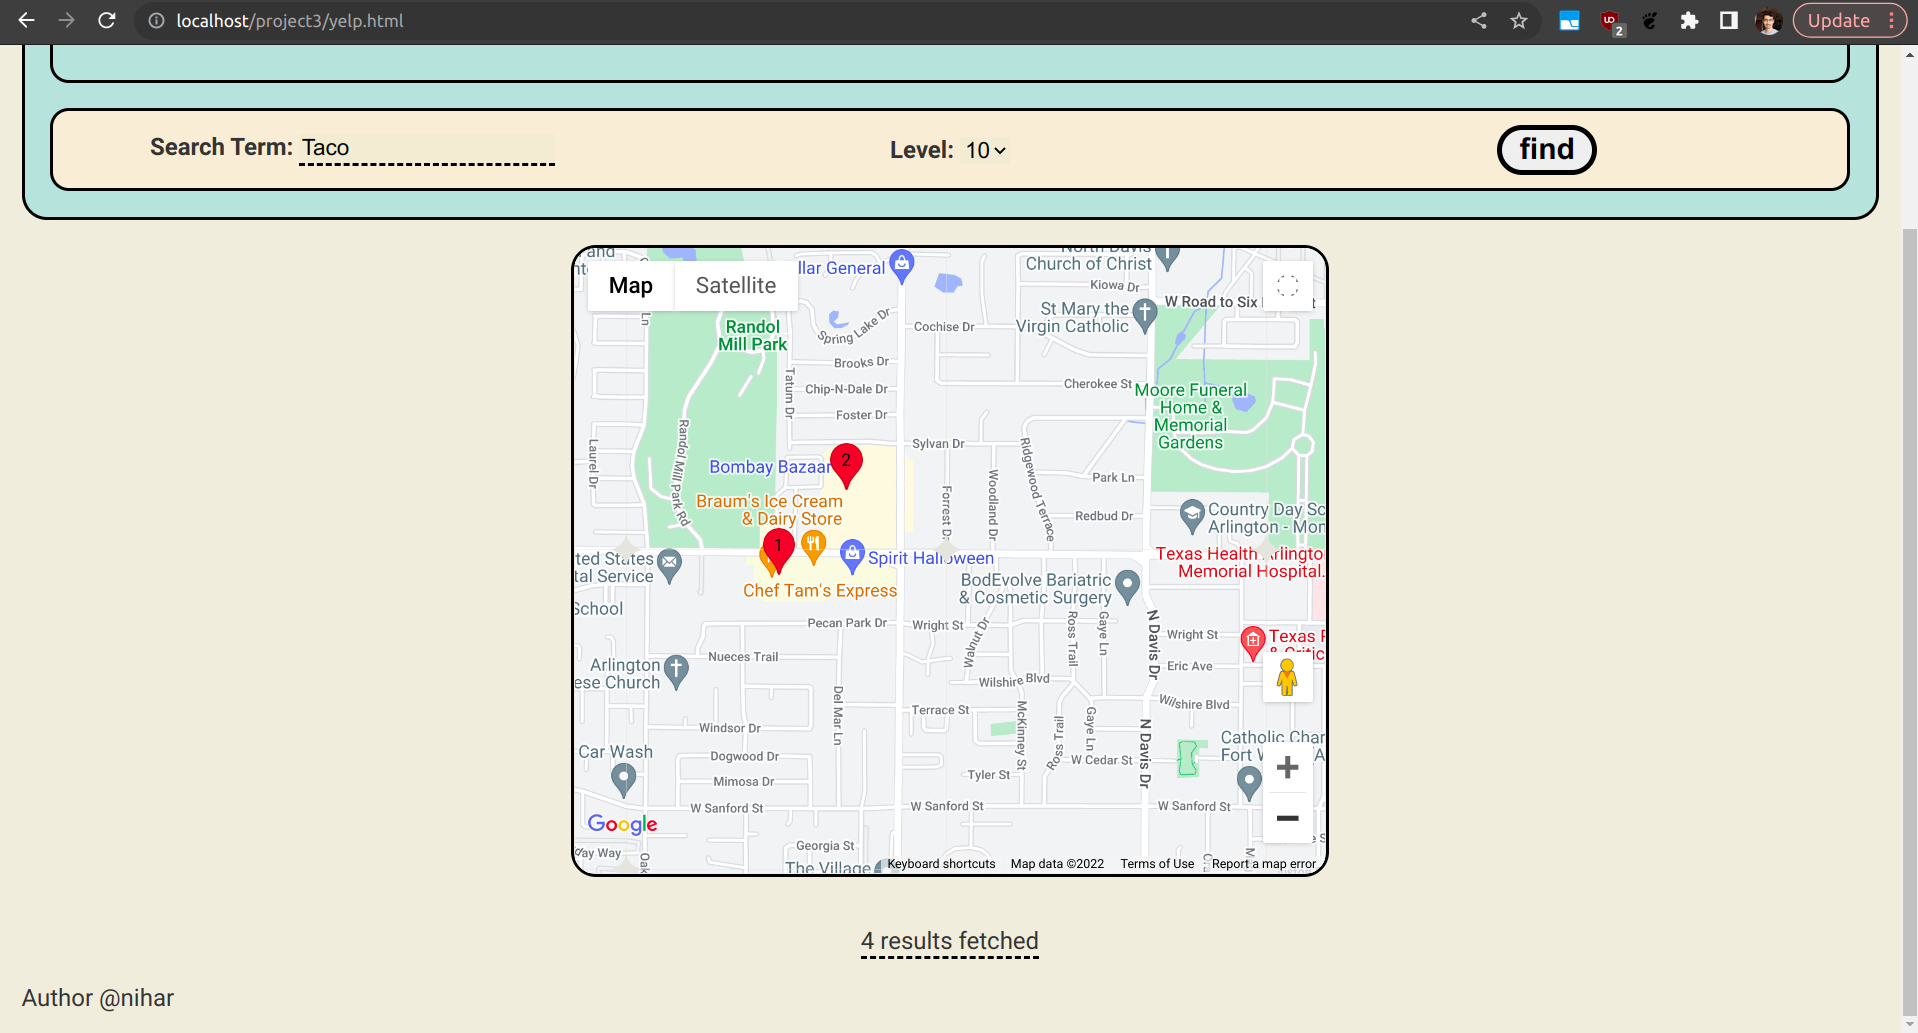 localhost/project3/yelp.html
2
Update
Search Term: Taco
Level: 10
find
Map
Satellite
llar General
Church of Christ
Kiowa Dr
W Road to Six
St Mary the
Virgin Catholic
Ln
Randol
Mill Park
Spring Lake Dr
Cochise Dr
Brooks Dr
Tatum Dr
Chip-N-Dale Dr
Cherokee St
Moore Funeral
Home &
Memorial
Gardens
Foster Dr
Laurel Dr
Randol Mill Park Rd
Sylvan Dr
Ridgewood Terrace
Bombay Bazaar
2
Woodland Dr
Park Ln
Braum's Ice Cream
& Dairy Store
Forrest Dr
Redbud Dr
Country Day Sc
Arlington - Mon
1
Spirit Halloween
Texas Health Arlingto
Memorial Hospital.
ted States
tal Service
BodEvolve Bariatric
& Cosmetic Surgery
Chef Tam's Express
School
Pecan Park Dr
Wright St
Walnut Dr
Ross Trail
Gaye Ln
N Davis Dr
Wright St
Texas
Nueces Trail
Arlington
ese Church
Eric Ave
Wilshire Blvd
Wilshire Blvd
Del Mar Ln
Terrace St
McKinney St
Ross Trail
Gaye Ln
N Davis Dr
Windsor Dr
Car Wash
Dogwood Dr
W Cedar St
Catholic Char
Fort W
Mimosa Dr
Tyler St
W Sanford St
W Sanford St
W Sanford St
Google
Georgia St
Way
Oak
The Village
Keyboard shortcuts
Map data ©2022
Terms of Use
Report a map error
4 results fetched
Author @nihar